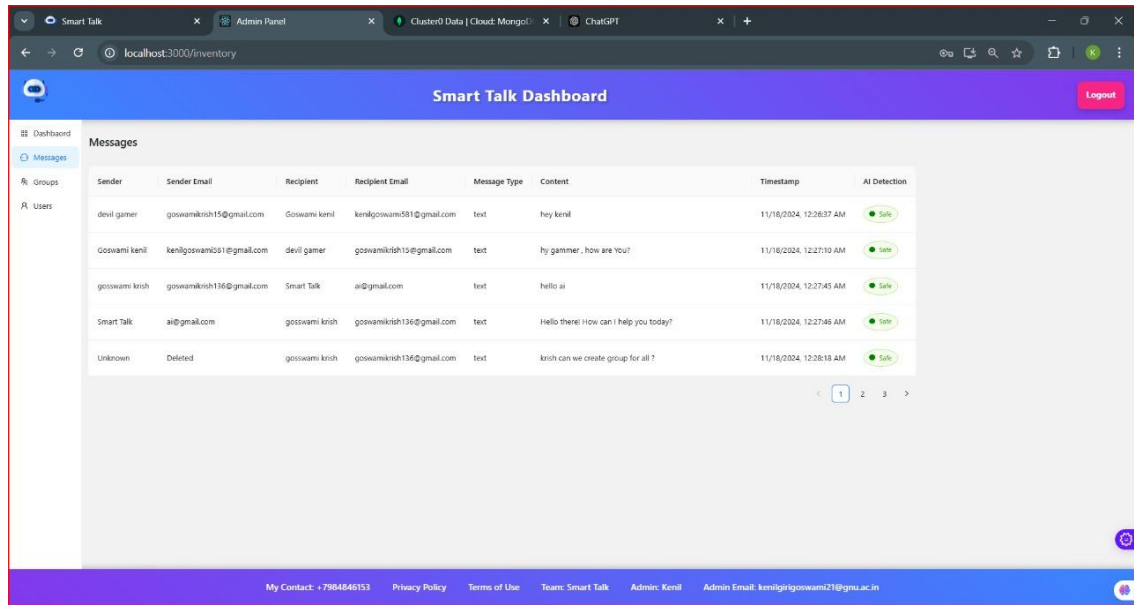 Smart Talk Admin Panel Cluster0 Data | Cloud: MongoD ChatGPT
localhost:3000/inventory K
Smart Talk Dashboard Logout
Dashbaord
Messages
Groups
Users
Messages
Sender Sender Email Recipient Recipient Email Message Type Content Timestamp AI Detection
devil gamer goswamikrish15@gmail.com Goswami kenil kenilgoswami581@gmail.com text hey kenil 11/18/2024, 12:26:37 AM Safe
Goswami kenil kenilgoswami581@gmail.com devil gamer goswamikrish15@gmail.com text hy gammer , how are You? 11/18/2024, 12:27:10 AM Safe
gosswami krish goswamikrish136@gmail.com Smart Talk ai@gmail.com text hello ai 11/18/2024, 12:27:45 AM Safe
Smart Talk ai@gmail.com gosswami krish goswamikrish136@gmail.com text Hello there! How can I help you today? 11/18/2024, 12:27:46 AM Safe
Unknown Deleted gosswami krish goswamikrish136@gmail.com text krish can we create group for all ? 11/18/2024, 12:28:18 AM Safe
1 2 3
My Contact: +7984846153 Privacy Policy Terms of Use Team: Smart Talk Admin: Kenil Admin Email: kenilgirigoswami21@gnu.ac.in